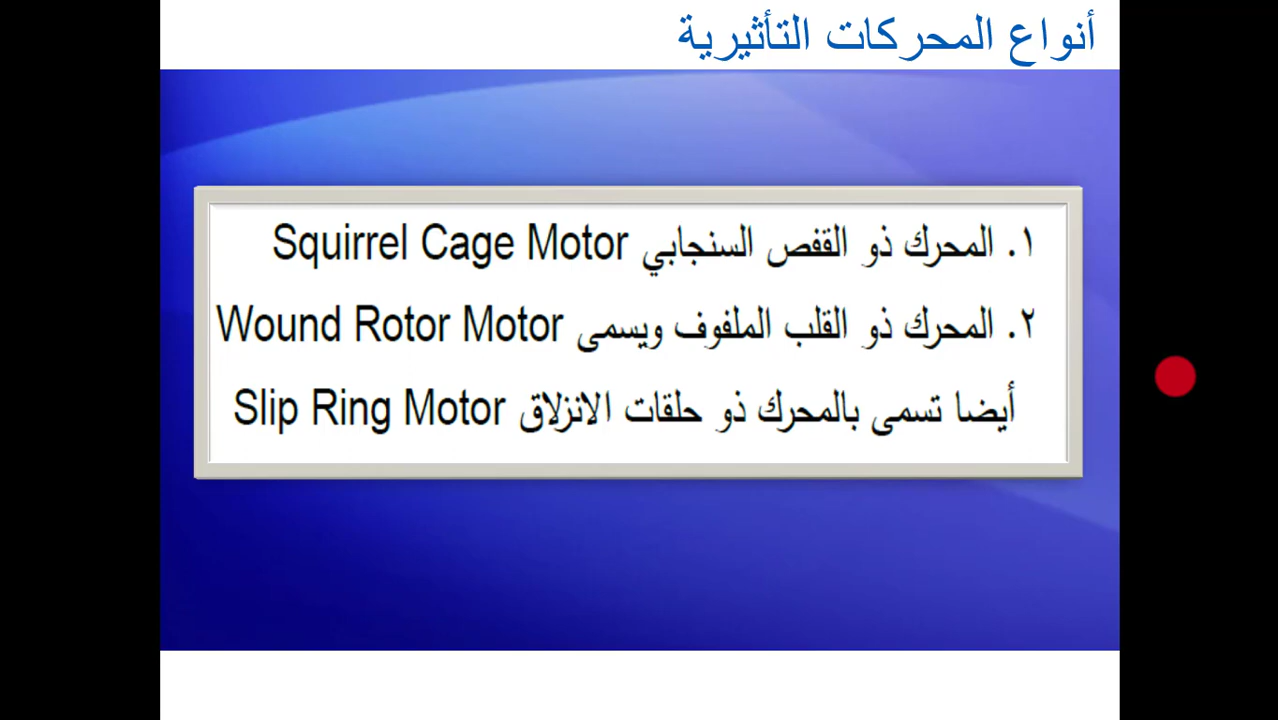 أنواع المحركات التأثيرية
١. المحرك ذو القفص السنجابي Squirrel Cage Motor
٢. المحرك ذو القلب الملفوف ويسمى Wound Rotor Motor
أيضا تسمى بالمحرك ذو حلقات الانزلاق Slip Ring Motor